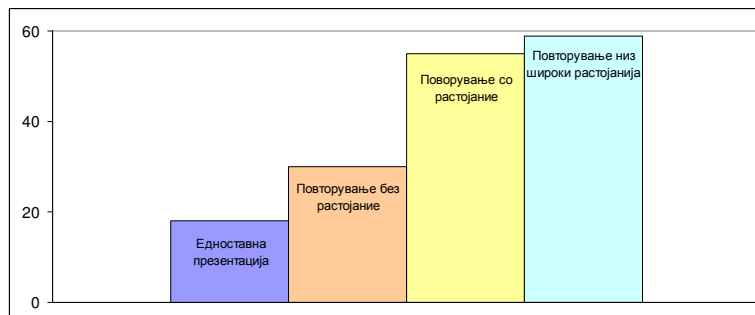 60
40
20
0
Едноставна
презентација
Повторување без
растојание
Поворување со
растојание
Повторување низ
широки растојанија